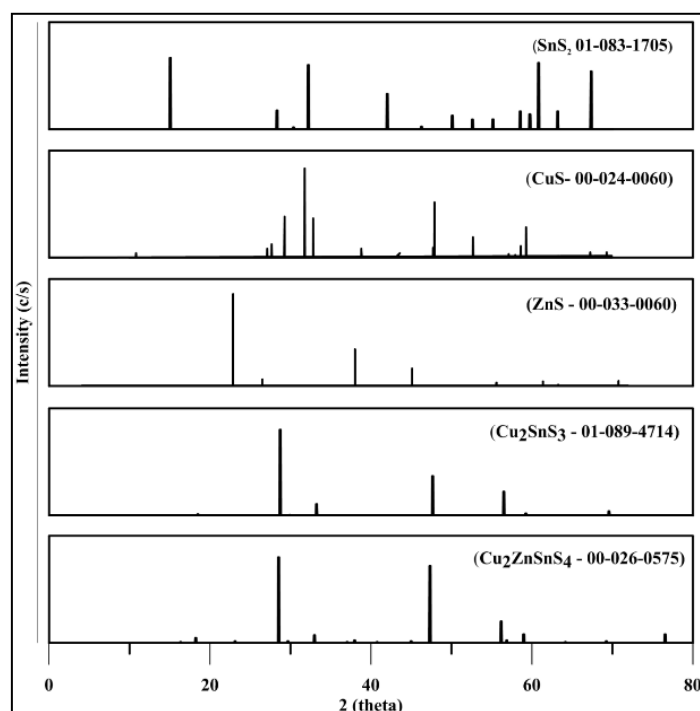 (SnS₂ 01-083-1705)
(CuS- 00-024-0060)
(ZnS - 00-033-0060)
(Cu₂SnS₃ - 01-089-4714)
(Cu₂ZnSnS₄ - 00-026-0575)
Intensity (c/s)
0 20 40 60 80
2 (theta)